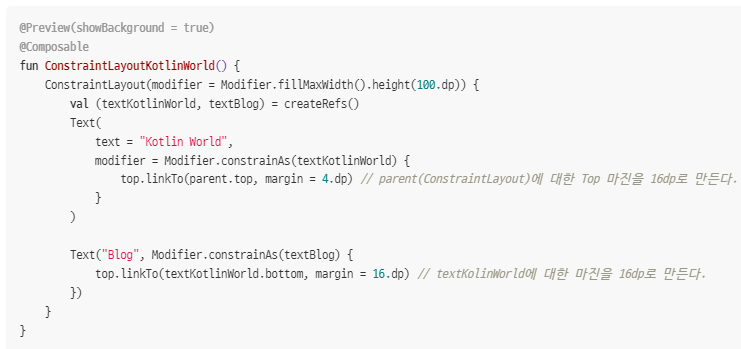 @Preview(showBackground = true)
@Composable
fun ConstraintLayoutKotlinWorld() {
    ConstraintLayout(modifier = Modifier.fillMaxWidth().height(100.dp)) {
        val (textKotlinWorld, textBlog) = createRefs()
        Text(
            text = "Kotlin World",
            modifier = Modifier.constrainAs(textKotlinWorld) {
                top.linkTo(parent.top, margin = 4.dp) // parent(ConstraintLayout)에 대한 Top 마진을 16dp로 만든다.
            }
        )

        Text("Blog", Modifier.constrainAs(textBlog) {
            top.linkTo(textKotlinWorld.bottom, margin = 16.dp) // textKolinWorld에 대한 마진을 16dp로 만든다.
        })
    }
}